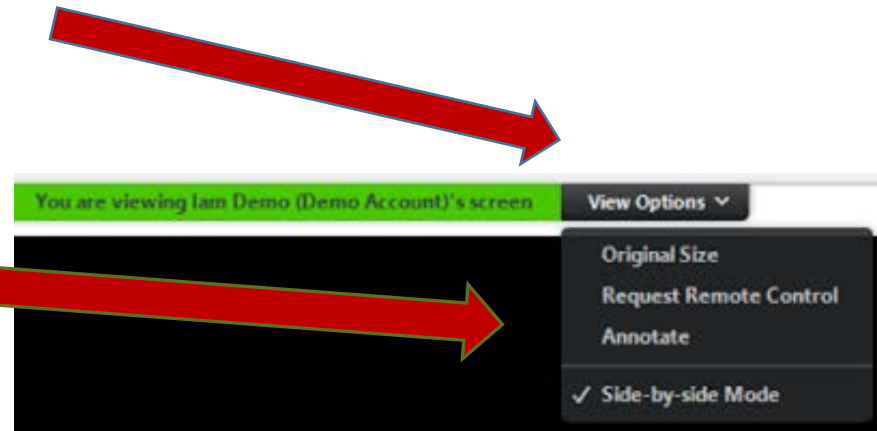 You are viewing Iam Demo (Demo Account)'s screen
View Options
Original Size
Request Remote Control
Annotate
✓ Side-by-side Mode